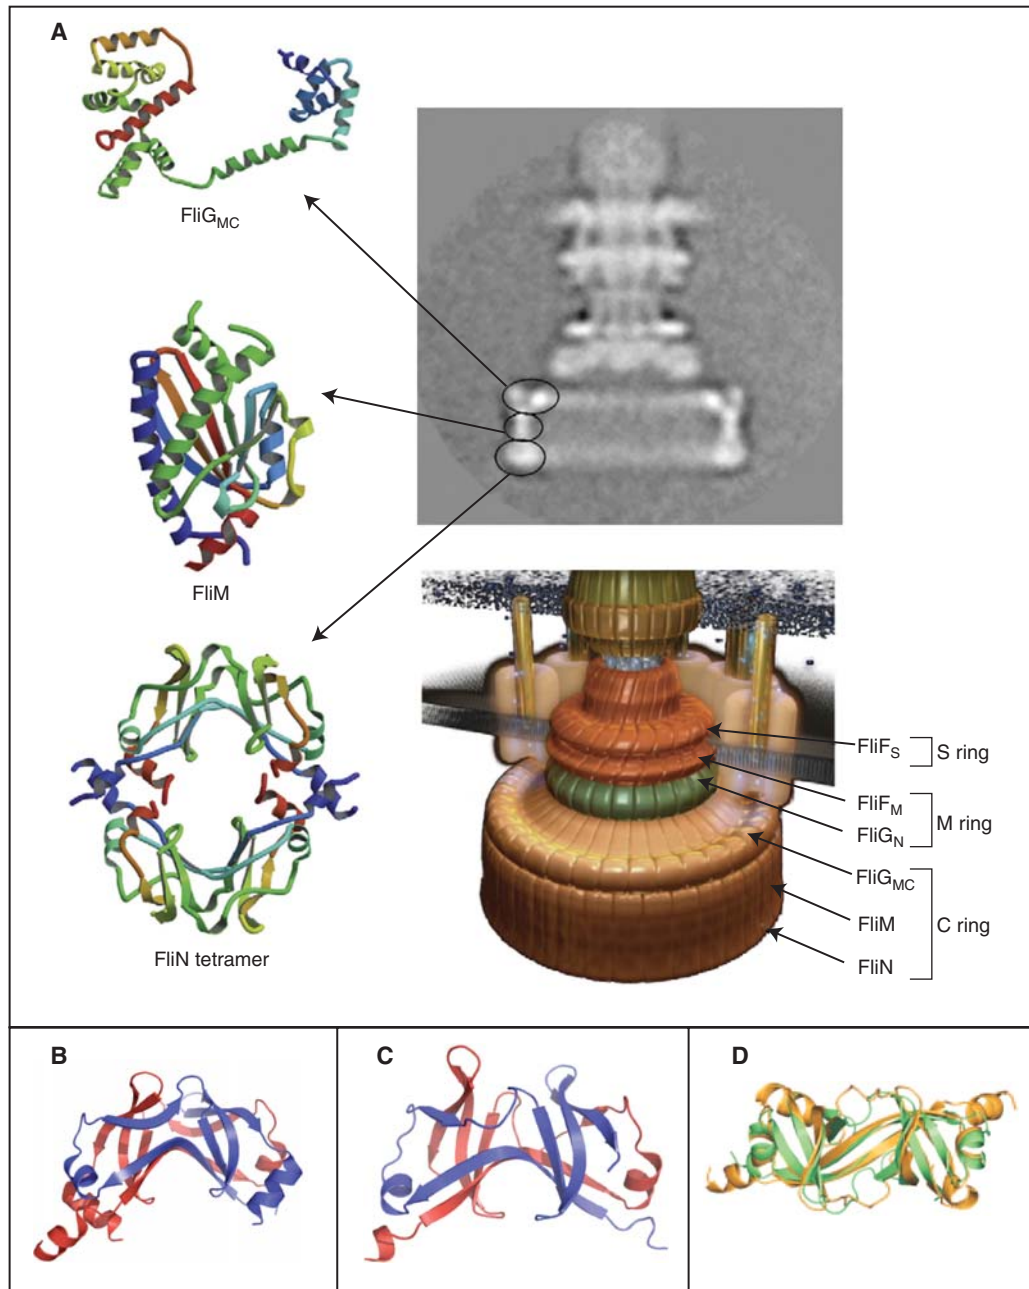 A
FliG_MC
FliM
FliN tetramer
FliF_S
S ring
FliF_M
M ring
FliG_N
FliG_MC
FliM
C ring
FliN
B
C
D